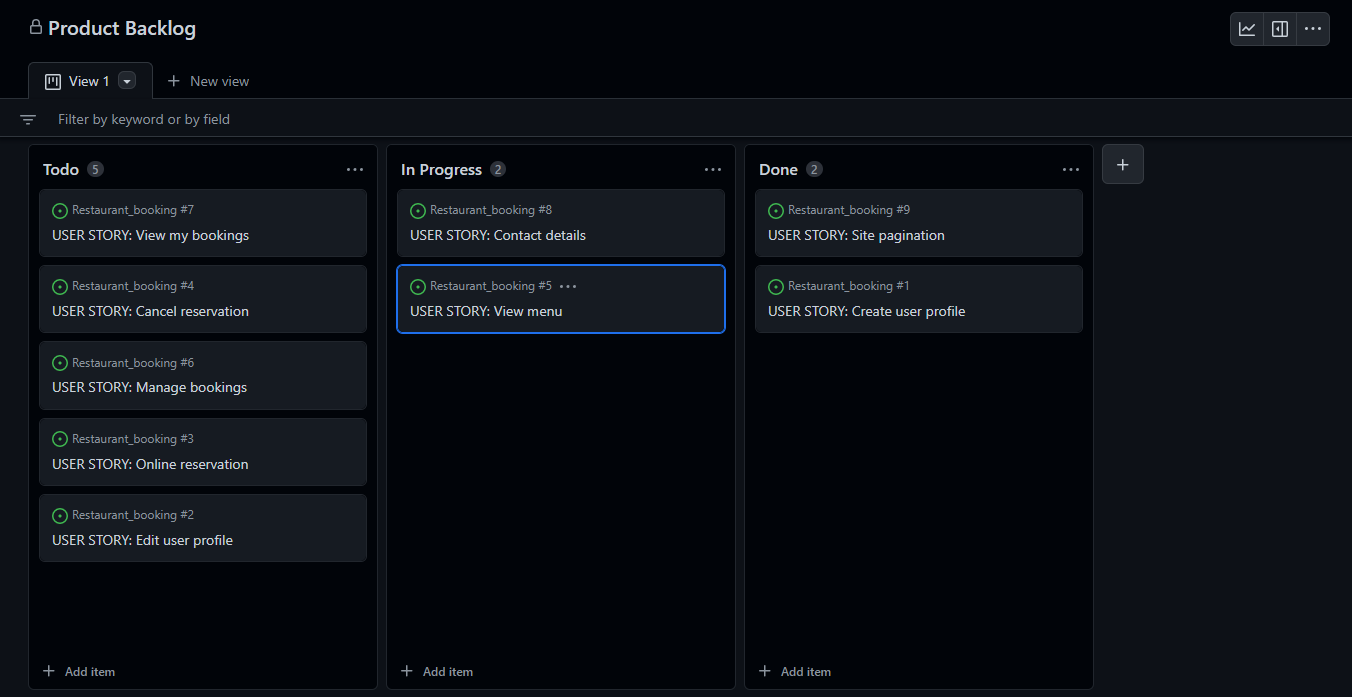 Product Backlog
View 1
New view
Filter by keyword or by field
Todo 5
Restaurant_booking #7
USER STORY: View my bookings
Restaurant_booking #4
USER STORY: Cancel reservation
Restaurant_booking #6
USER STORY: Manage bookings
Restaurant_booking #3
USER STORY: Online reservation
Restaurant_booking #2
USER STORY: Edit user profile
Add item
In Progress 2
Restaurant_booking #8
USER STORY: Contact details
Restaurant_booking #5
USER STORY: View menu
Add item
Done 2
Restaurant_booking #9
USER STORY: Site pagination
Restaurant_booking #1
USER STORY: Create user profile
Add item